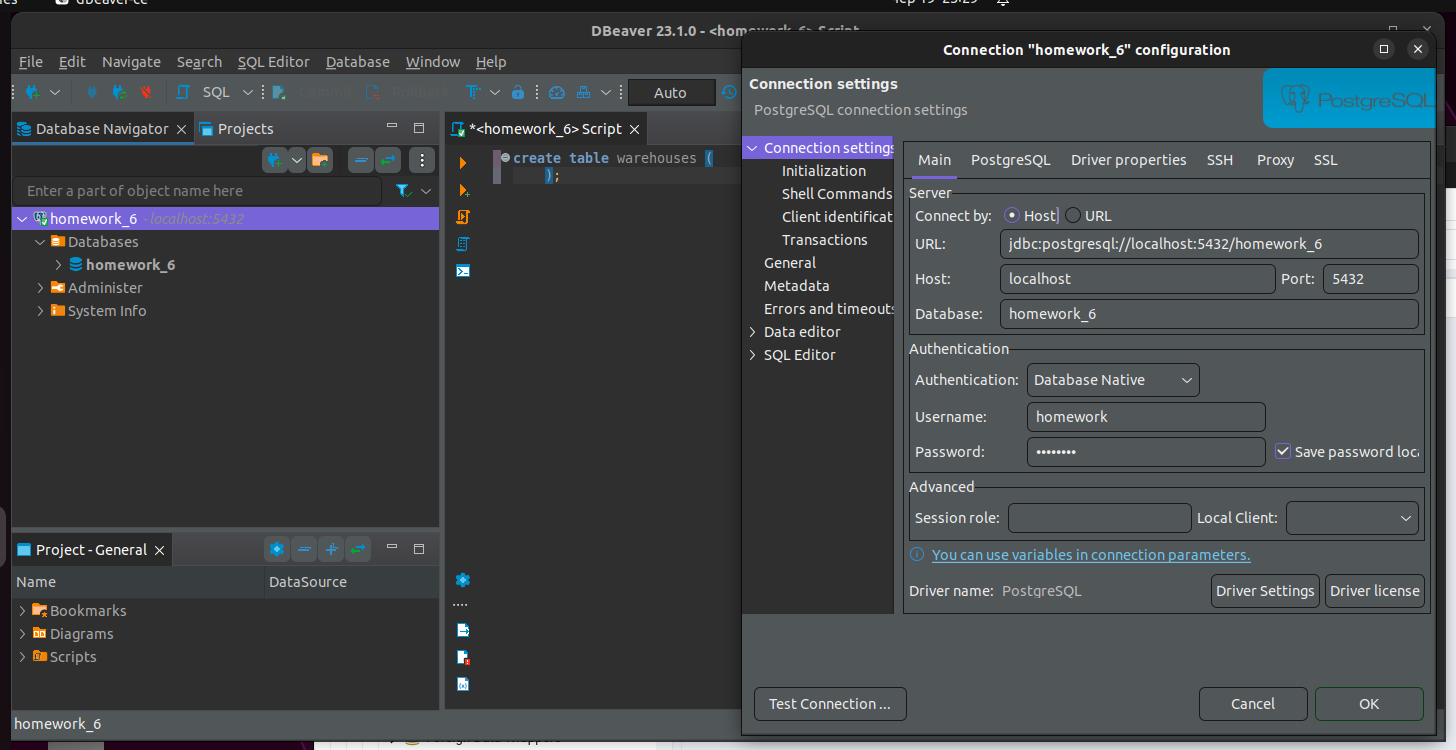 DBeaver 23.1.0 - <homework_6> Script
File Edit Navigate Search SQL Editor Database Window Help
SQL Commit Rollback Auto
Database Navigator Projects
Enter a part of object name here
homework_6 - localhost:5432
Databases
homework_6
Administer
System Info
Project - General
Name DataSource
Bookmarks
Diagrams
Scripts
homework_6
*<homework_6> Script
create table warehouses (
);
Connection "homework_6" configuration
Connection settings
PostgreSQL connection settings
PostgreSQL
Connection settings
Initialization
Shell Commands
Client identificat
Transactions
General
Metadata
Errors and timeouts
Data editor
SQL Editor
Main PostgreSQL Driver properties SSH Proxy SSL
Server
Connect by: Host URL
URL: jdbc:postgresql://localhost:5432/homework_6
Host: localhost Port: 5432
Database: homework_6
Authentication
Authentication: Database Native
Username: homework
Password: ••••••••
Save password loca
Advanced
Session role: Local Client:
You can use variables in connection parameters.
Driver name: PostgreSQL Driver Settings Driver license
Test Connection ... Cancel OK